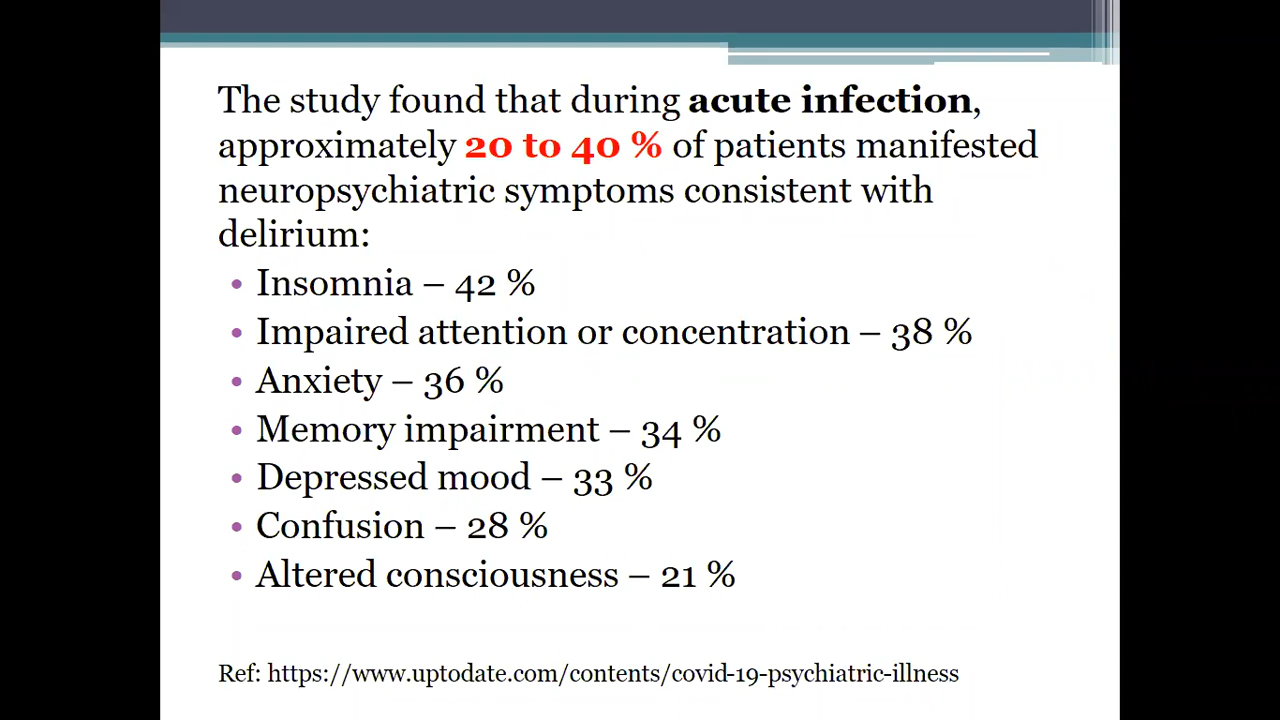 The study found that during acute infection,
approximately 20 to 40 % of patients manifested
neuropsychiatric symptoms consistent with
delirium:
• Insomnia – 42 %
• Impaired attention or concentration – 38 %
• Anxiety – 36 %
• Memory impairment – 34 %
• Depressed mood – 33 %
• Confusion – 28 %
• Altered consciousness – 21 %
Ref: https://www.uptodate.com/contents/covid-19-psychiatric-illness